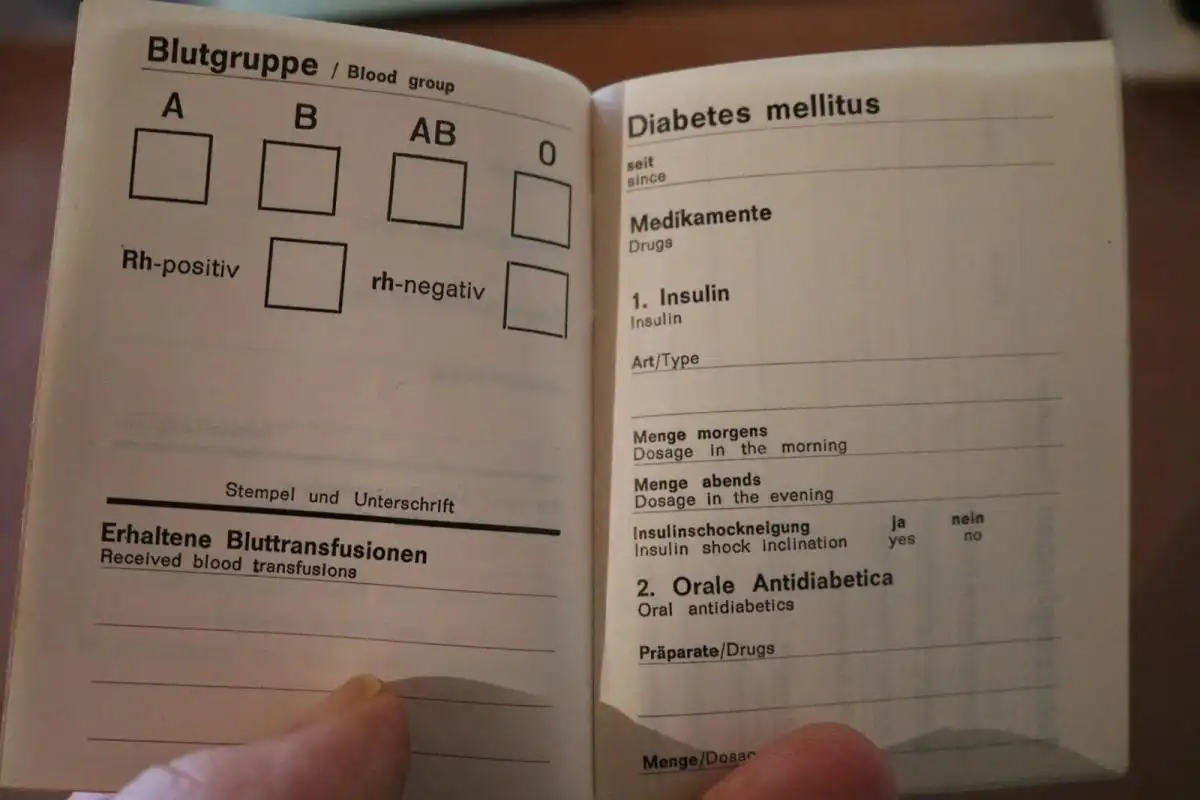 Blutgruppe / Blood group
A B AB 0
Rh-positiv rh-negativ
Stempel und Unterschrift
Erhaltene Bluttransfusionen
Received blood transfusions
Diabetes mellitus
seit
since
Medikamente
Drugs
1. Insulin
Insulin
Art/Type
Menge morgens
Dosage in the morning
Menge abends
Dosage in the evening
Insulinschockneigung ja nein
Insulin shock inclination yes no
2. Orale Antidiabetica
Oral antidiabetics
Präparate/Drugs
Menge/